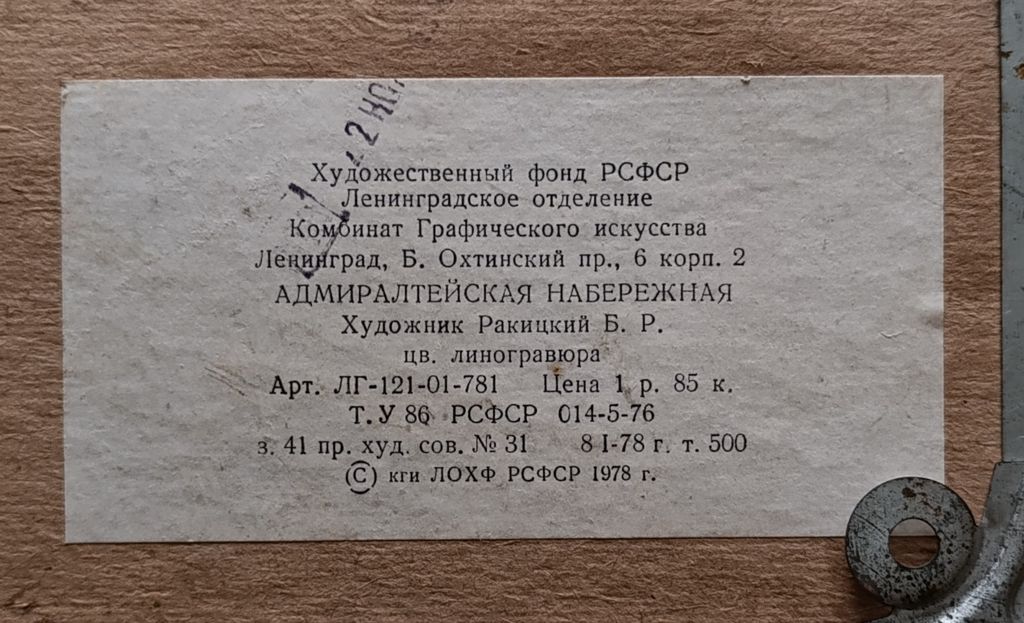 2 НО
Художественный фонд РСФСР
Ленинградское отделение
Комбинат Графического искусства
Ленинград, Б. Охтинский пр., 6 корп. 2
АДМИРАЛТЕЙСКАЯ НАБЕРЕЖНАЯ
Художник Ракицкий Б. Р.
цв. линогравюра
Арт. ЛГ-121-01-781 Цена 1 р. 85 к.
Т.У 86 РСФСР 014-5-76
з. 41 пр. худ. сов. № 31 8 I-78 г. т. 500
(С) кги ЛОХФ РСФСР 1978 г.